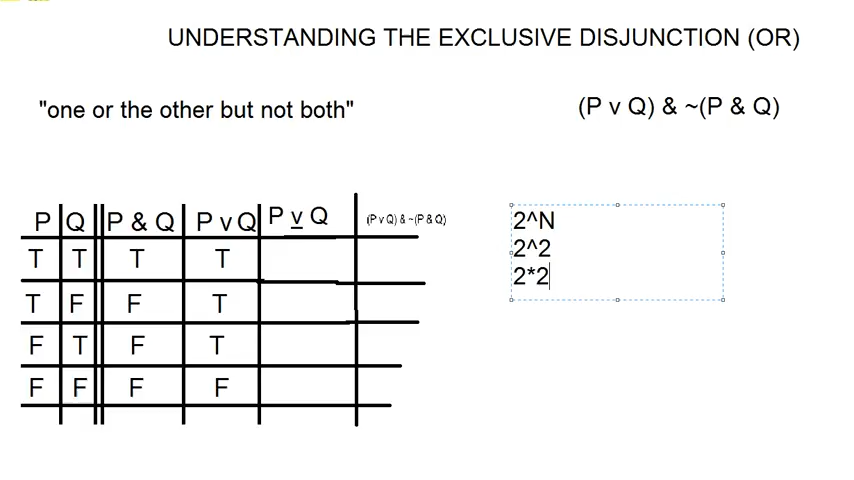 UNDERSTANDING THE EXCLUSIVE DISJUNCTION (OR)
"one or the other but not both"
(P v Q) & ~(P & Q)
P Q P & Q P v Q P v Q (P v Q) & ~(P & Q)
T T T T
T F F T
F T F T
F F F F
2^N
2^2
2*2